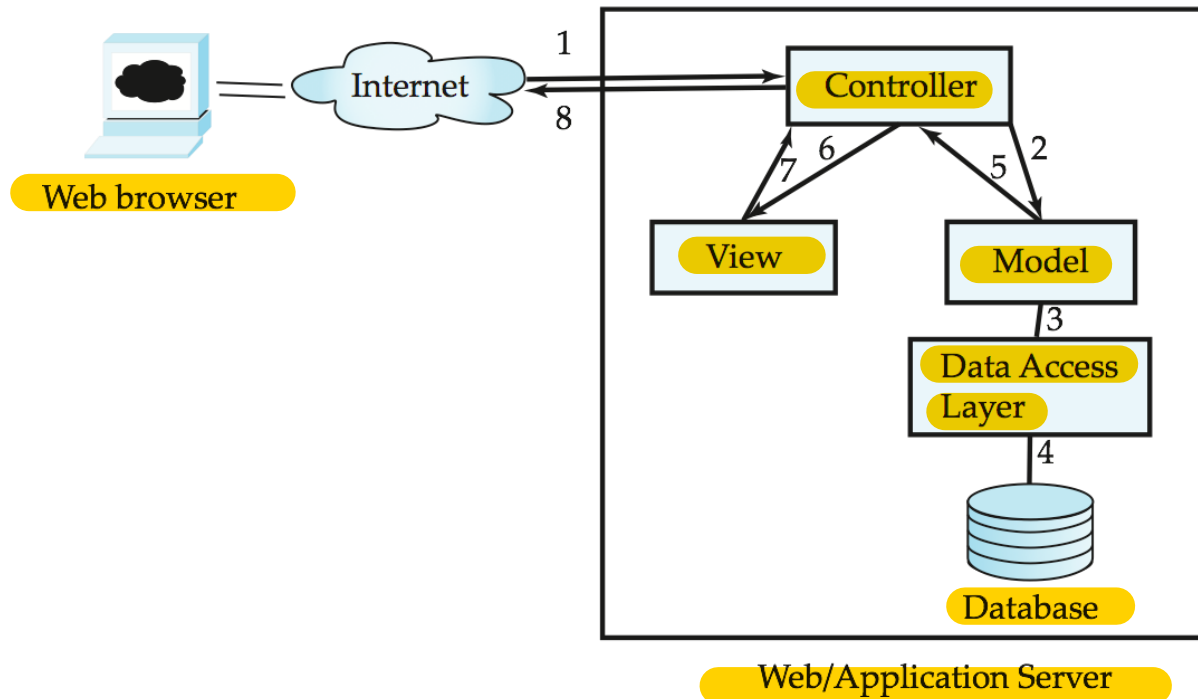 1
Internet
Controller
8
6
2
7
5
Web browser
View
Model
3
Data Access
Layer
4
Database
Web/Application Server